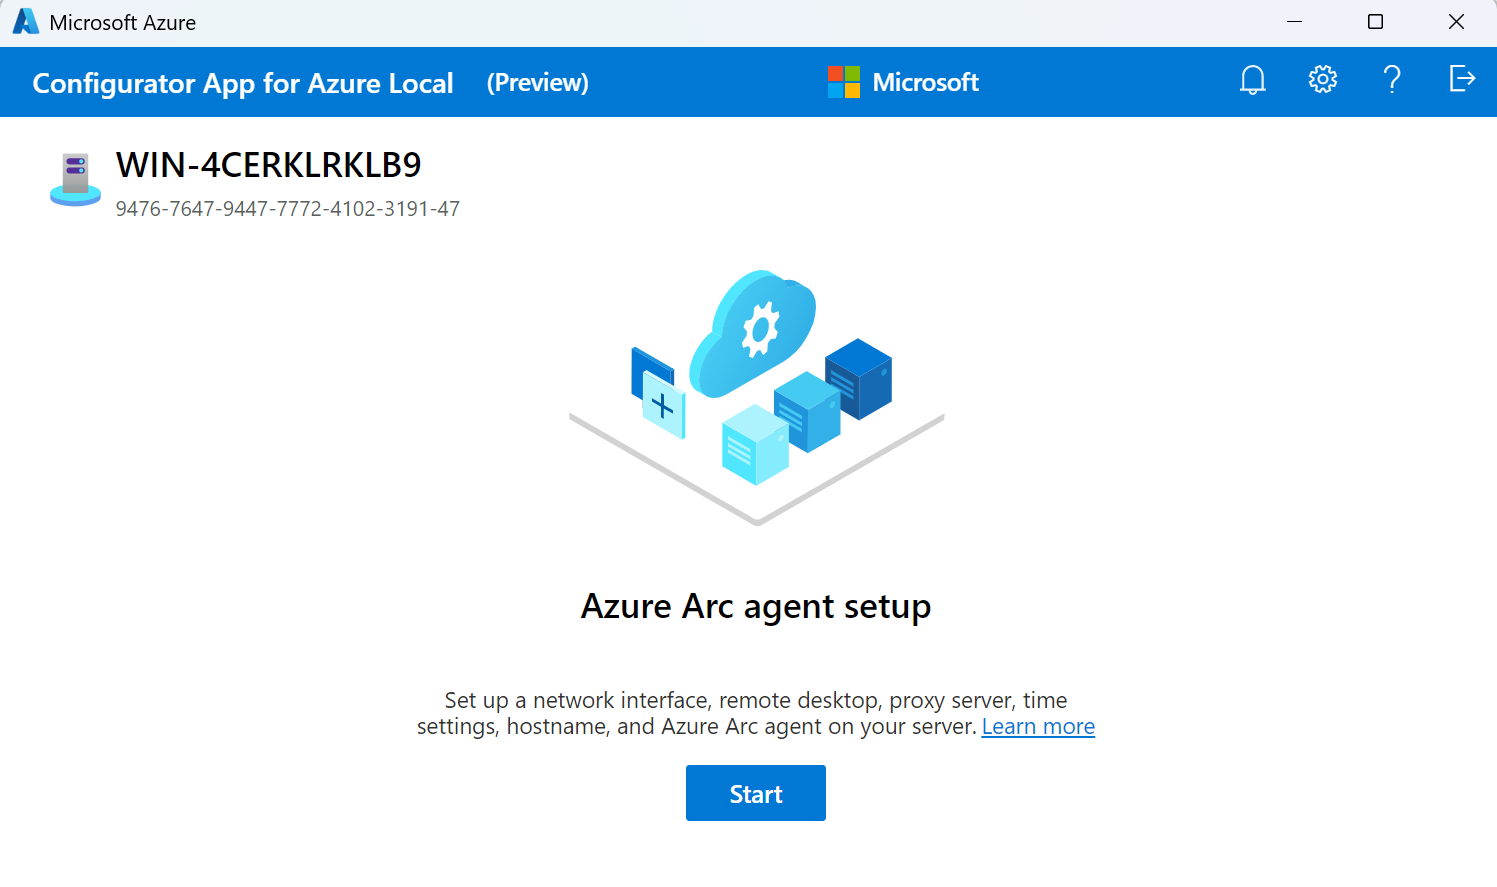 Microsoft Azure
Configurator App for Azure Local (Preview)
Microsoft
WIN-4CERKLRKLB9
9476-7647-9447-7772-4102-3191-47
Azure Arc agent setup
Set up a network interface, remote desktop, proxy server, time
settings, hostname, and Azure Arc agent on your server. Learn more
Start